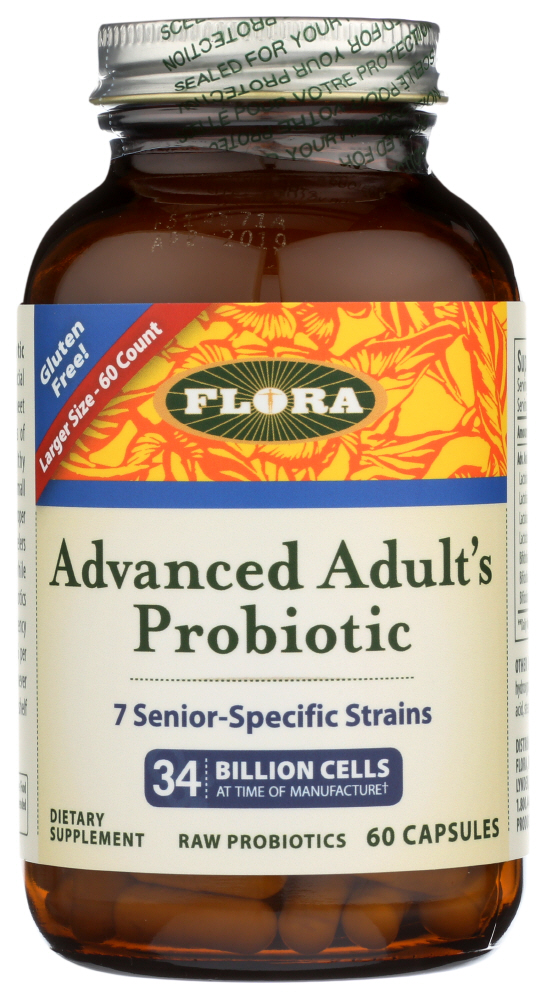 SEALED FOR YOUR
Gluten
Free!
Larger Size - 60 Count
FLORA
Advanced Adult's
Probiotic
7 Senior-Specific Strains
34 BILLION CELLS
AT TIME OF MANUFACTURE†
DIETARY
SUPPLEMENT
RAW PROBIOTICS
60 CAPSULES